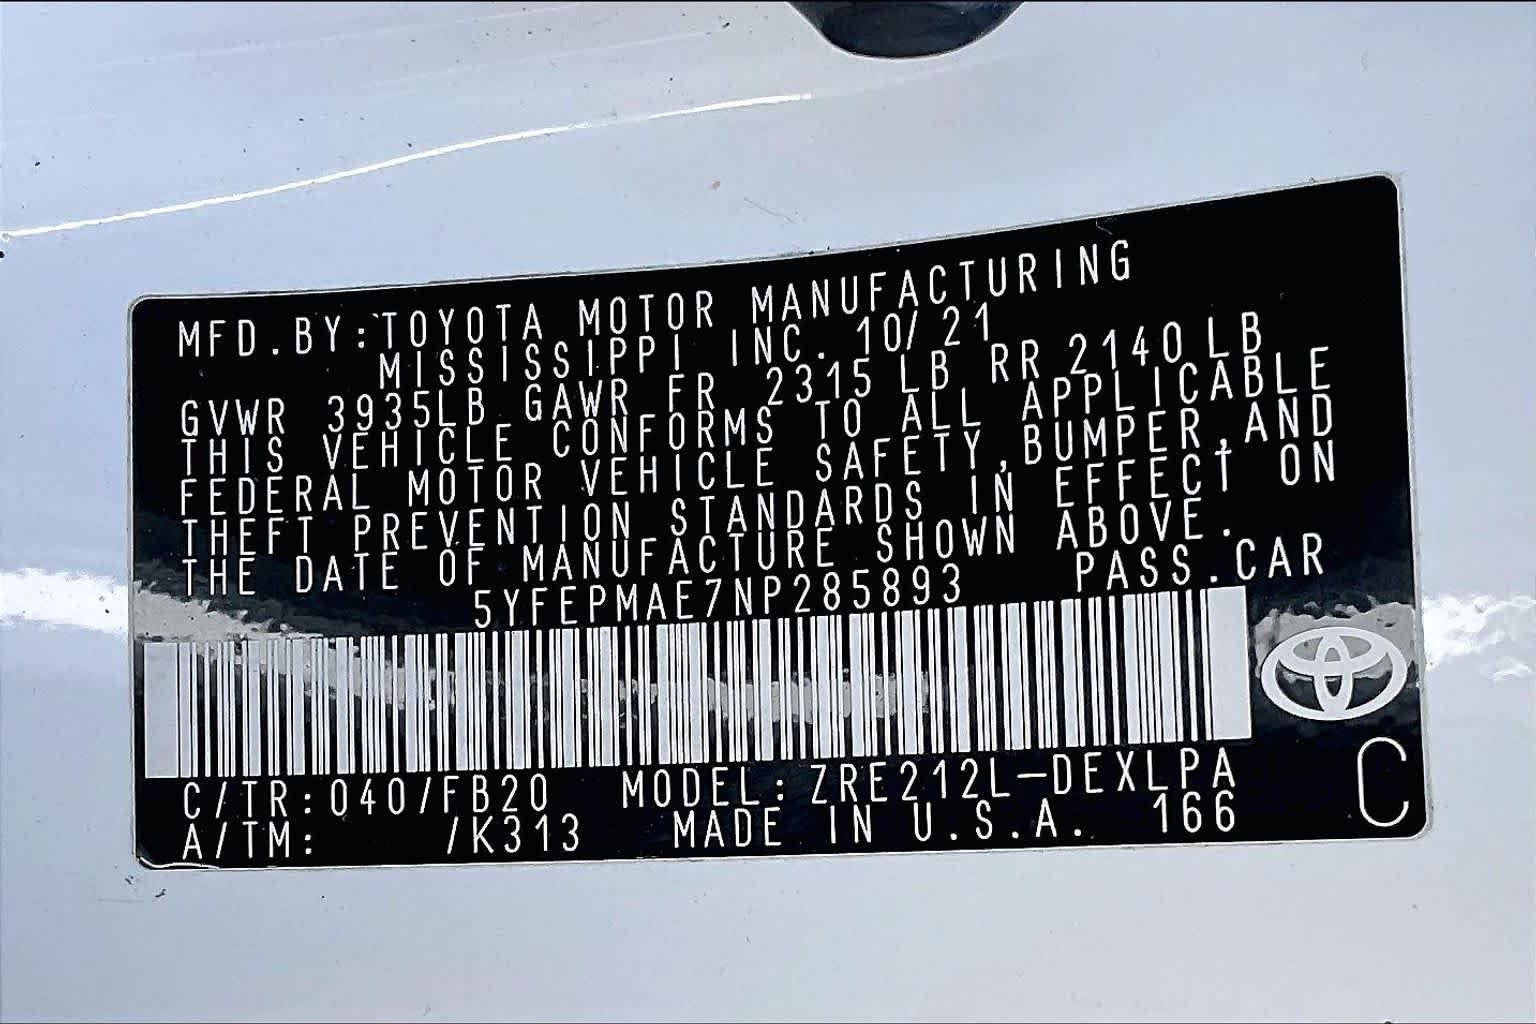 MFD.BY:TOYOTA MOTOR MANUFACTURING
MISSISSIPPI INC. 10/21
GVWR 3935LB GAWR FR 2315 LB RR 2140LB
THIS VEHICLE CONFORMS TO ALL APPLICABLE
FEDERAL MOTOR VEHICLE SAFETY,BUMPER,AND
THEFT PREVENTION STANDARDS IN EFFECT ON
THE DATE OF MANUFACTURE SHOWN ABOVE.
5YFEPMAE7NP285893 PASS.CAR
C/TR:040/FB20 MODEL:ZRE212L-DEXLPA
A/TM: /K313 MADE IN U.S.A. 166
C